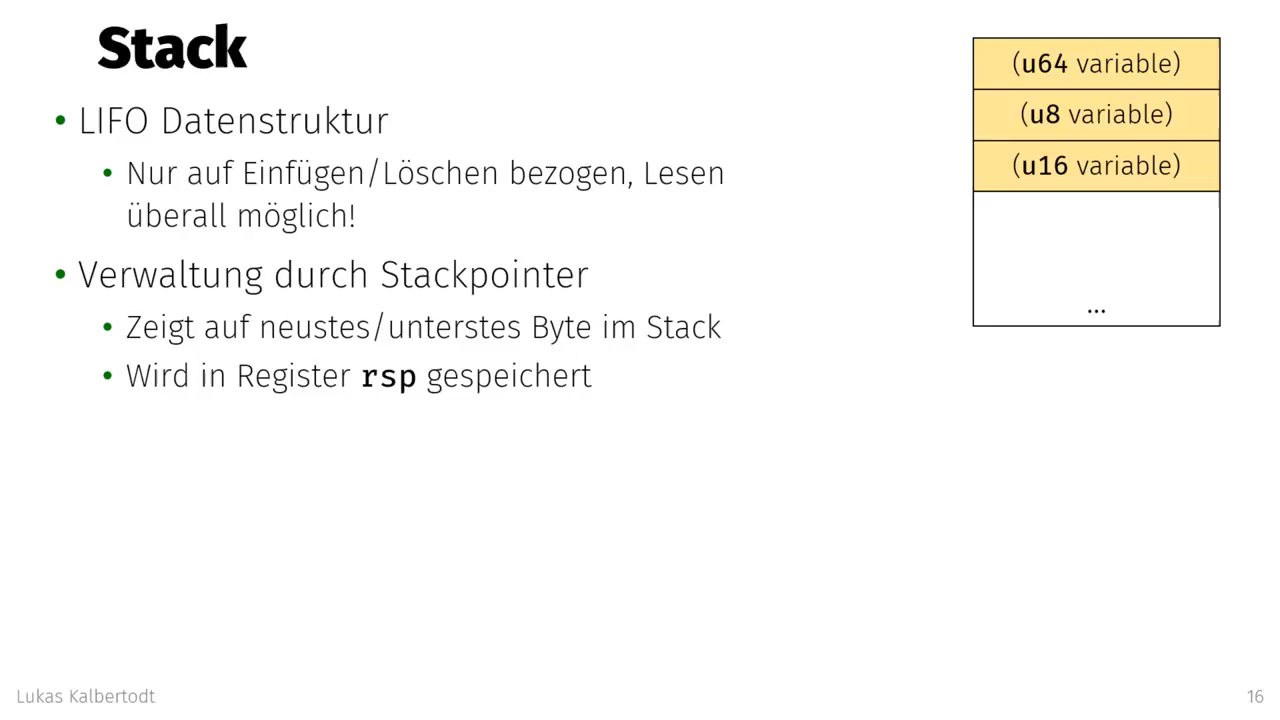 Stack
• LIFO Datenstruktur
• Nur auf Einfügen/Löschen bezogen, Lesen
überall möglich!
• Verwaltung durch Stackpointer
• Zeigt auf neustes/unterstes Byte im Stack
• Wird in Register rsp gespeichert
(u64 variable)
(u8 variable)
(u16 variable)
...
Lukas Kalbertodt
16